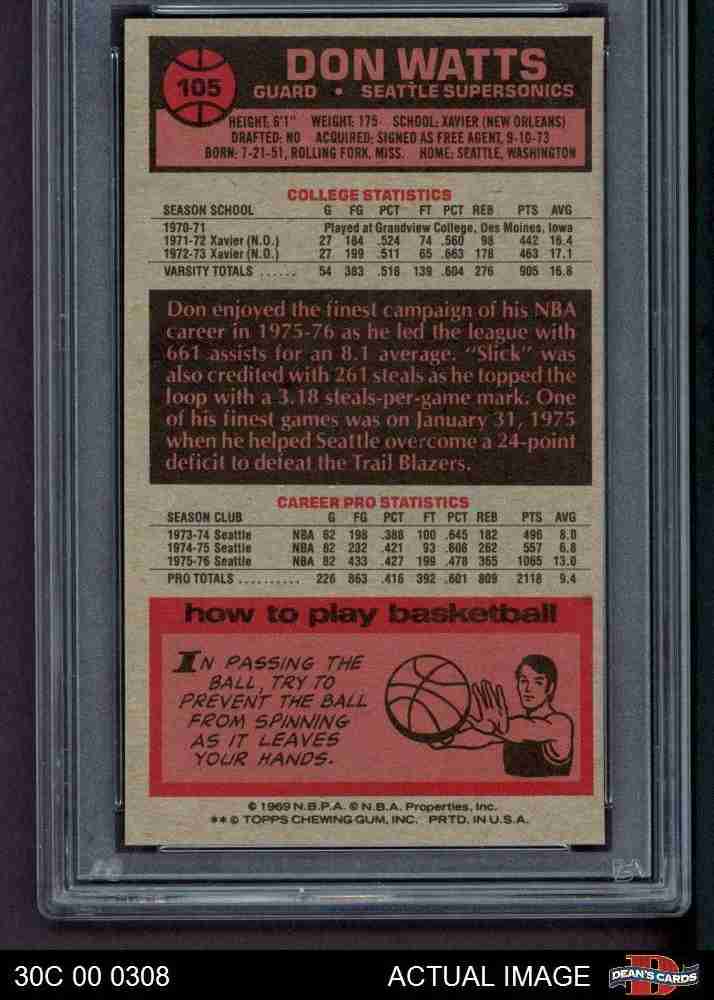 105
DON WATTS
GUARD • SEATTLE SUPERSONICS
HEIGHT: 6'1" WEIGHT: 175 SCHOOL: XAVIER (NEW ORLEANS)
DRAFTED: NO ACQUIRED: SIGNED AS FREE AGENT, 9-10-73
BORN: 7-21-51, ROLLING FORK, MISS. HOME: SEATTLE, WASHINGTON
COLLEGE STATISTICS
SEASON SCHOOL G FG PCT FT PCT REB PTS AVG
1970-71 Played at Grandview College, Des Moines, Iowa
1971-72 Xavier (N.O.) 27 184 .524 74 .560 98 442 16.4
1972-73 Xavier (N.O.) 27 199 .511 65 .663 178 463 17.1
VARSITY TOTALS ...... 54 383 .518 139 .604 276 905 16.8
Don enjoyed the finest campaign of his NBA
career in 1975-76 as he led the league with
661 assists for an 8.1 average. "Slick" was
also credited with 261 steals as he topped the
loop with a 3.18 steals-per-game mark. One
of his finest games was on January 31, 1975
when he helped Seattle overcome a 24-point
deficit to defeat the Trail Blazers.
CAREER PRO STATISTICS
SEASON CLUB G FG PCT FT PCT REB PTS AVG
1973-74 Seattle NBA 62 198 .388 100 .645 182 496 8.0
1974-75 Seattle NBA 82 232 .421 93 .608 262 557 6.8
1975-76 Seattle NBA 82 433 .427 199 .478 365 1065 13.0
PRO TOTALS .......... 226 863 .416 392 .601 809 2118 9.4
how to play basketball
IN PASSING THE
BALL, TRY TO
PREVENT THE BALL
FROM SPINNING
AS IT LEAVES
YOUR HANDS.
© 1969 N.B.P.A. © N.B.A. Properties, Inc.
** © TOPPS CHEWING GUM, INC. PRTD. IN U.S.A.
30C 00 0308
ACTUAL IMAGE
DEAN'S CARDS